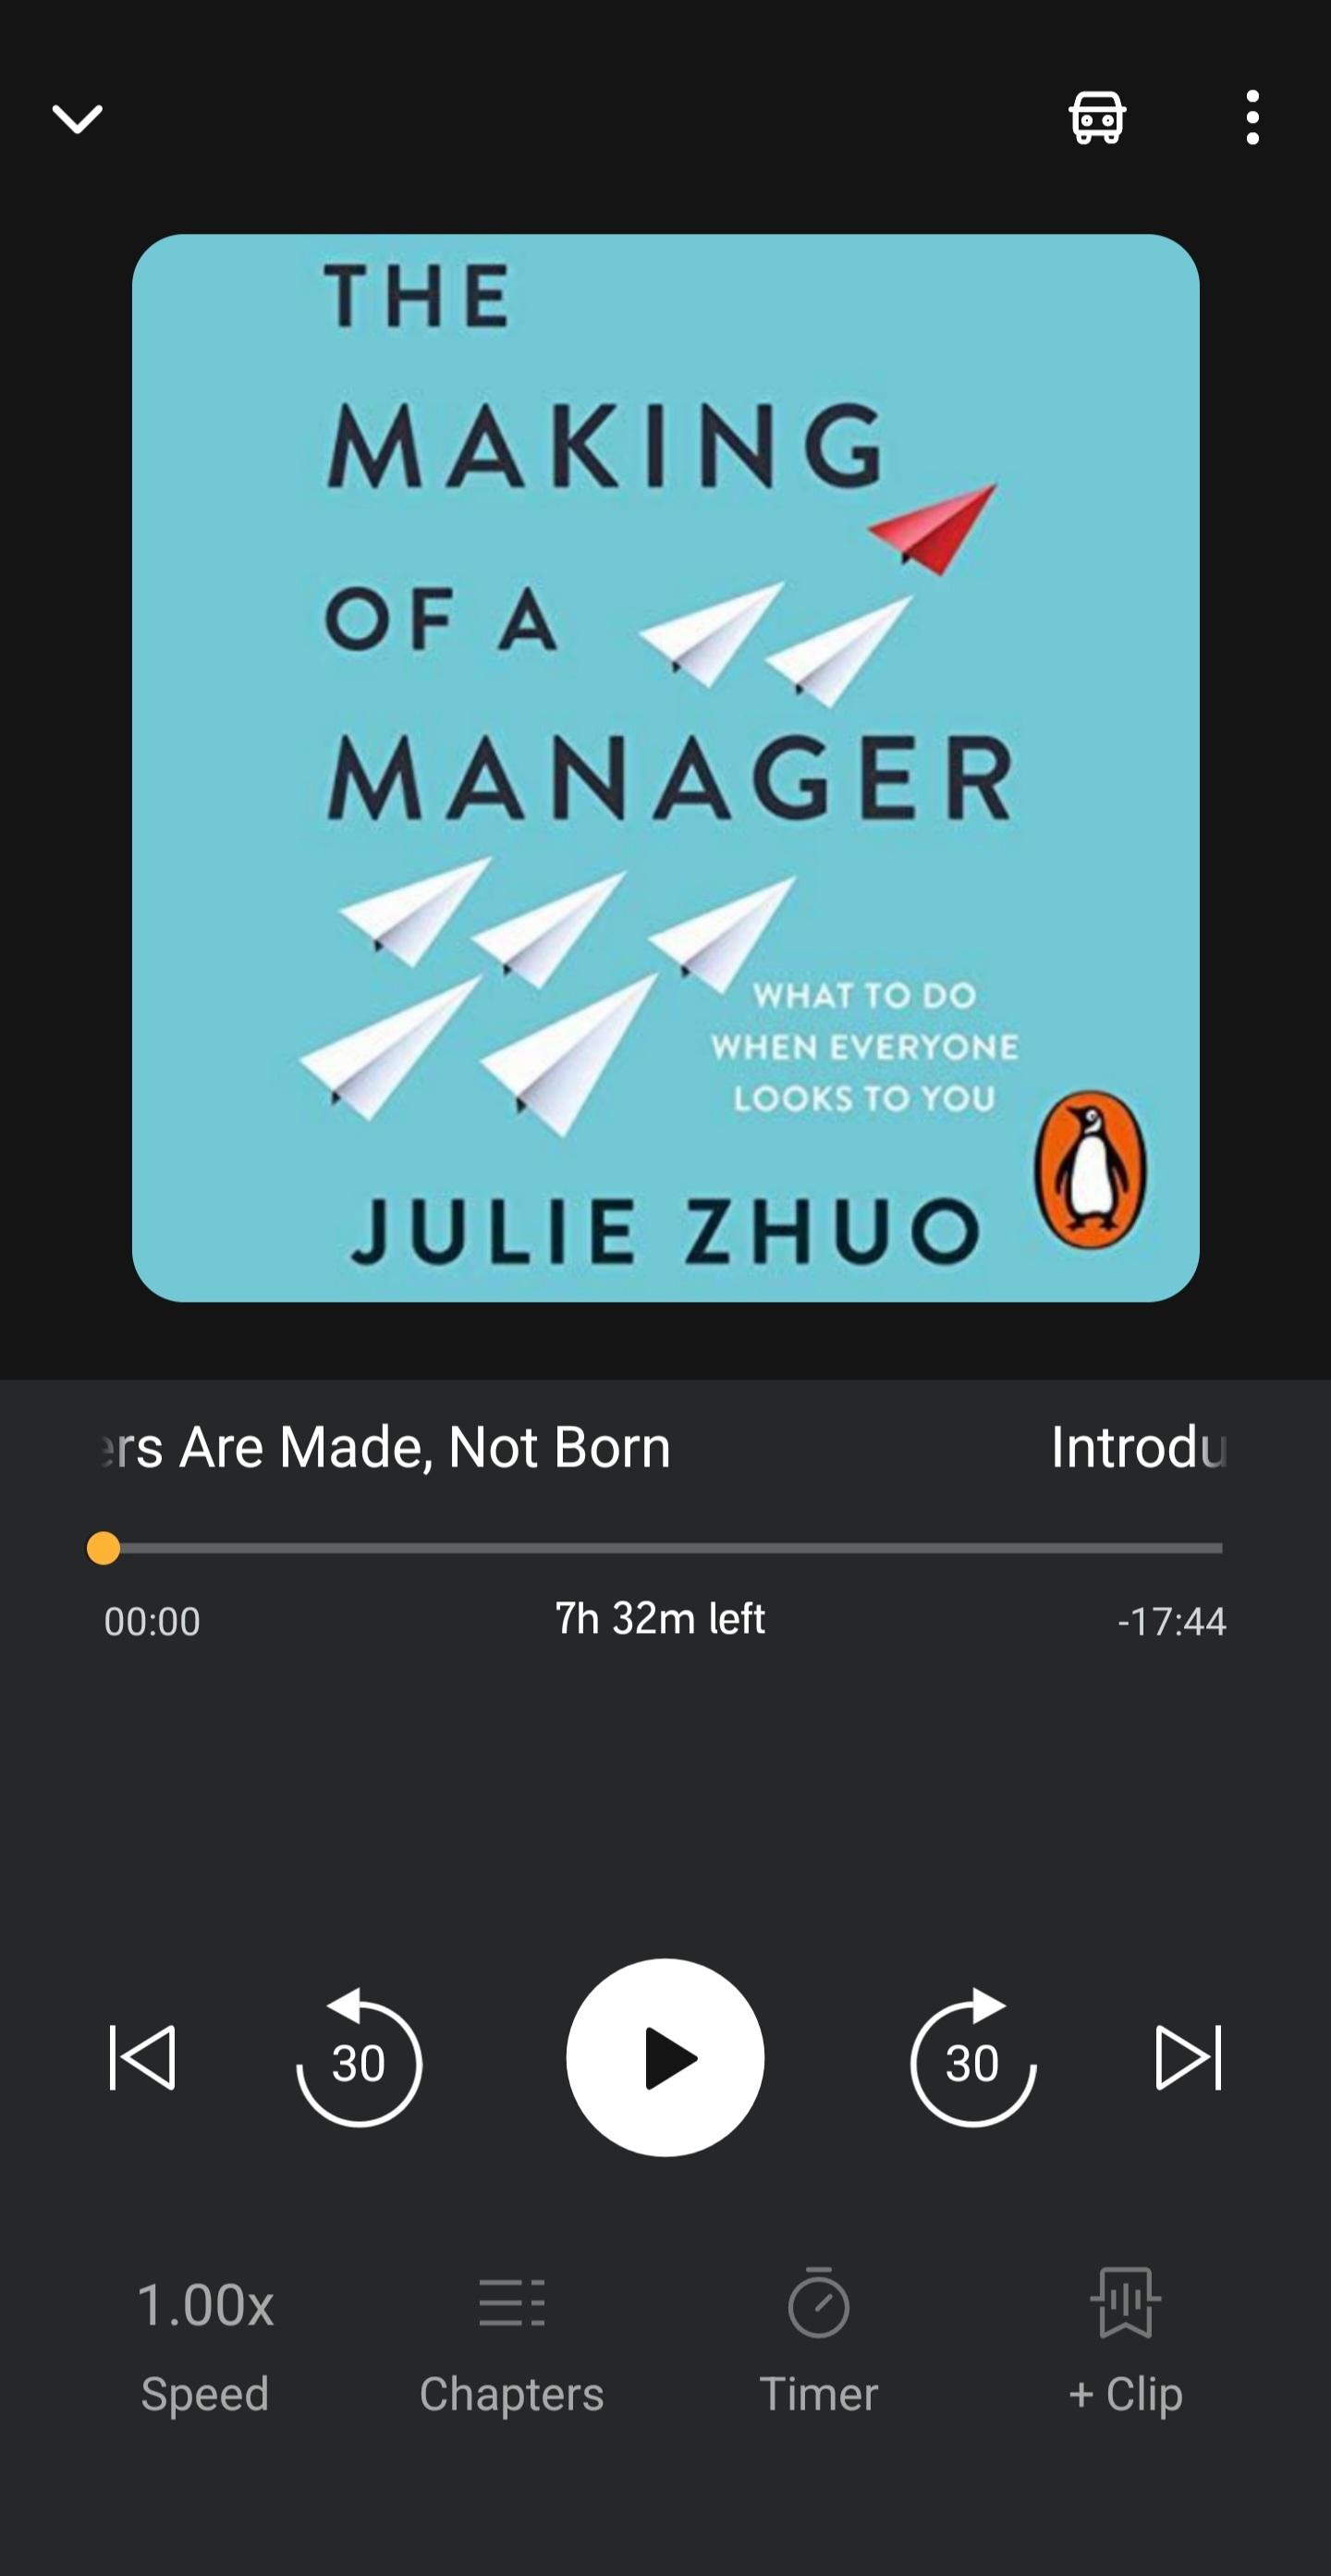 THE
MAKING
OF A
MANAGER
WHAT TO DO
WHEN EVERYONE
LOOKS TO YOU
JULIE ZHUO
ers Are Made, Not Born Introdu
00:00 7h 32m left -17:44
30 30
1.00x
Speed Chapters Timer + Clip